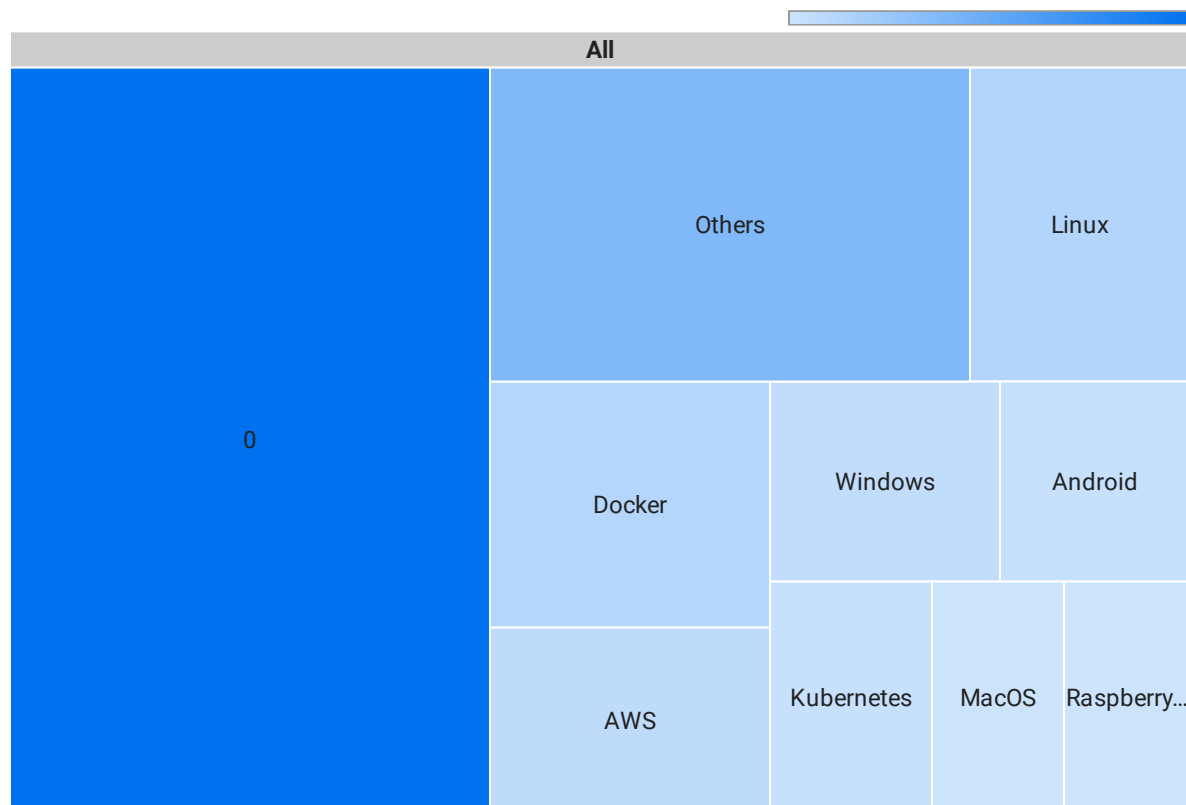 All
0
Others
Linux
Docker
Windows
Android
AWS
Kubernetes
MacOS
Raspberry...